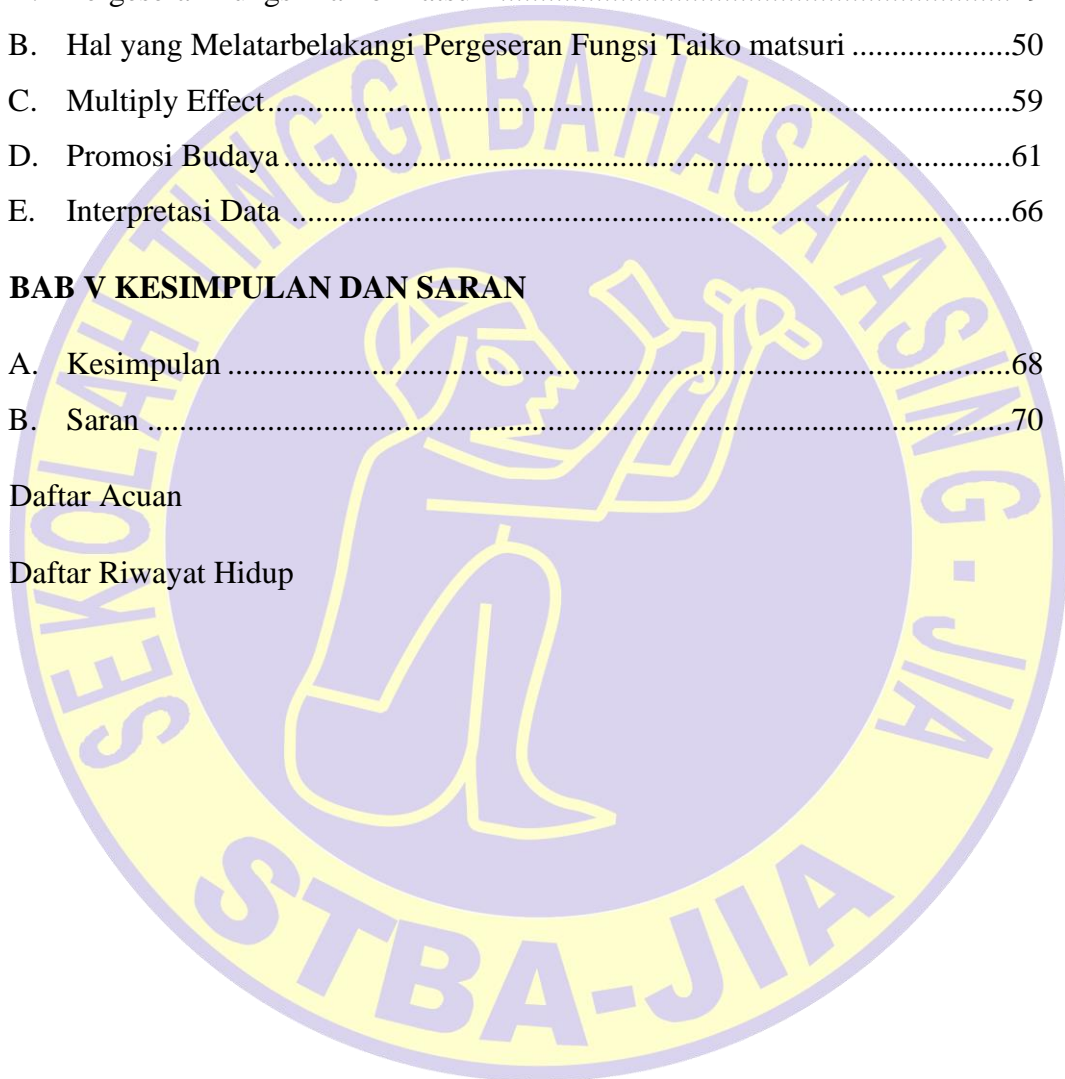 B. Hal yang Melatarbelakangi Pergeseran Fungsi Taiko matsuri ....................50
C. Multiply Effect.............................................................................................59
D. Promosi Budaya...........................................................................................61
E. Interpretasi Data ..........................................................................................66
BAB V KESIMPULAN DAN SARAN
A. Kesimpulan ..................................................................................................68
B. Saran ............................................................................................................70
Daftar Acuan
Daftar Riwayat Hidup
SEKOLAH TINGGI BAHASA ASING - JIA
STBA-JIA